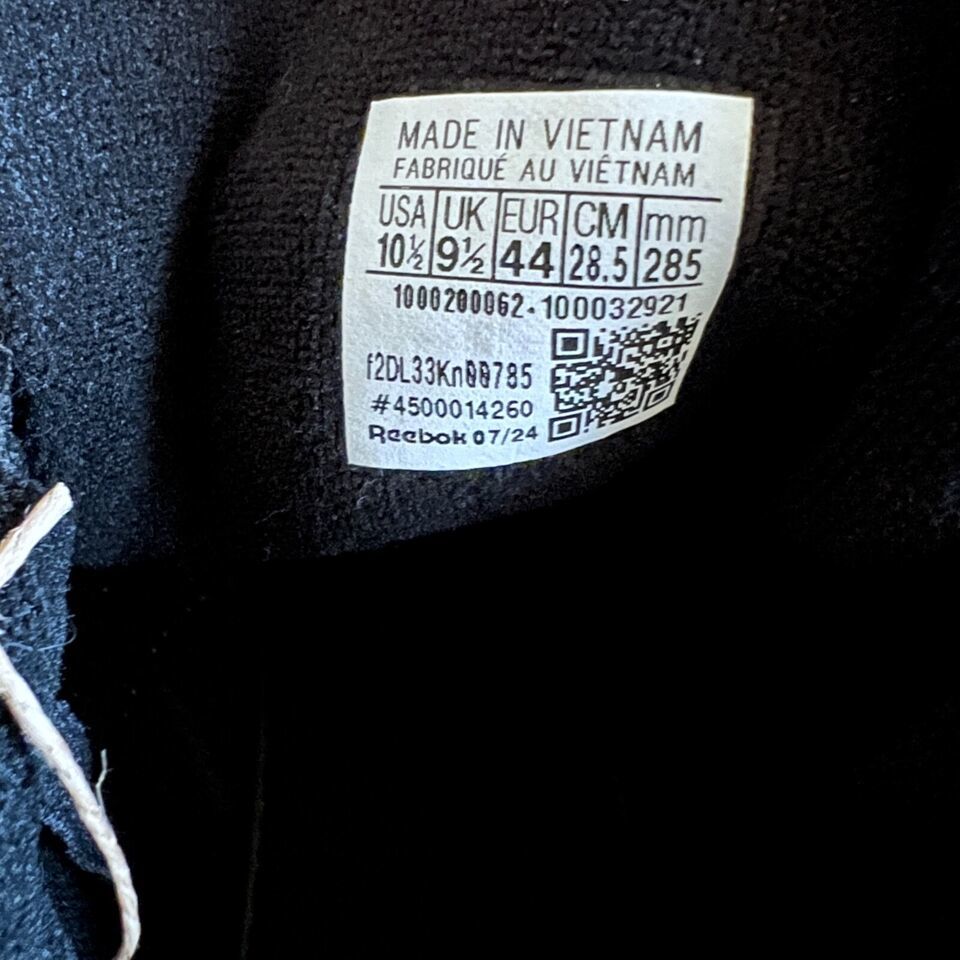 MADE IN VIETNAM
FABRIQUÉ AU VIÊTNAM
USA UK EUR CM mm
10½ 9½ 44 28.5 285
1000200062-100032921
f2DL33Kn00785
#4500014260
Reebok 07/24